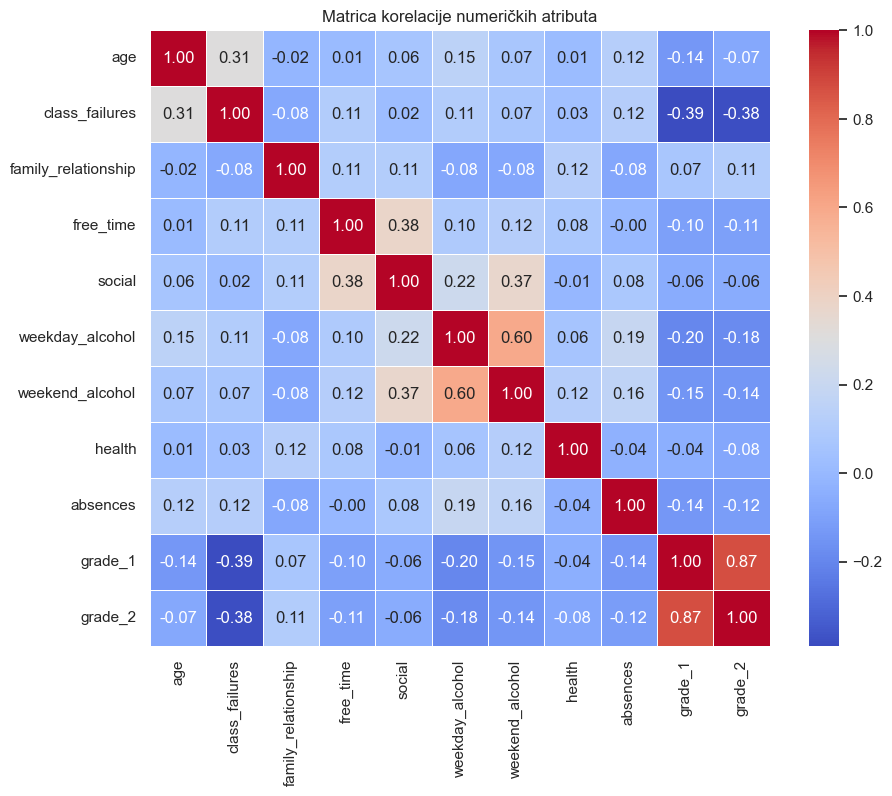 Matrica korelacije numeričkih atributa
age 1.00 0.31 -0.02 0.01 0.06 0.15 0.07 0.01 0.12 -0.14 -0.07
class_failures 0.31 1.00 -0.08 0.11 0.02 0.11 0.07 0.03 0.12 -0.39 -0.38
family_relationship -0.02 -0.08 1.00 0.11 0.11 -0.08 -0.08 0.12 -0.08 0.07 0.11
free_time 0.01 0.11 0.11 1.00 0.38 0.10 0.12 0.08 -0.00 -0.10 -0.11
social 0.06 0.02 0.11 0.38 1.00 0.22 0.37 -0.01 0.08 -0.06 -0.06
weekday_alcohol 0.15 0.11 -0.08 0.10 0.22 1.00 0.60 0.06 0.19 -0.20 -0.18
weekend_alcohol 0.07 0.07 -0.08 0.12 0.37 0.60 1.00 0.12 0.16 -0.15 -0.14
health 0.01 0.03 0.12 0.08 -0.01 0.06 0.12 1.00 -0.04 -0.04 -0.08
absences 0.12 0.12 -0.08 -0.00 0.08 0.19 0.16 -0.04 1.00 -0.14 -0.12
grade_1 -0.14 -0.39 0.07 -0.10 -0.06 -0.20 -0.15 -0.04 -0.14 1.00 0.87
grade_2 -0.07 -0.38 0.11 -0.11 -0.06 -0.18 -0.14 -0.08 -0.12 0.87 1.00
age
class_failures
family_relationship
free_time
social
weekday_alcohol
weekend_alcohol
health
absences
grade_1
grade_2
1.0
0.8
0.6
0.4
0.2
0.0
−0.2